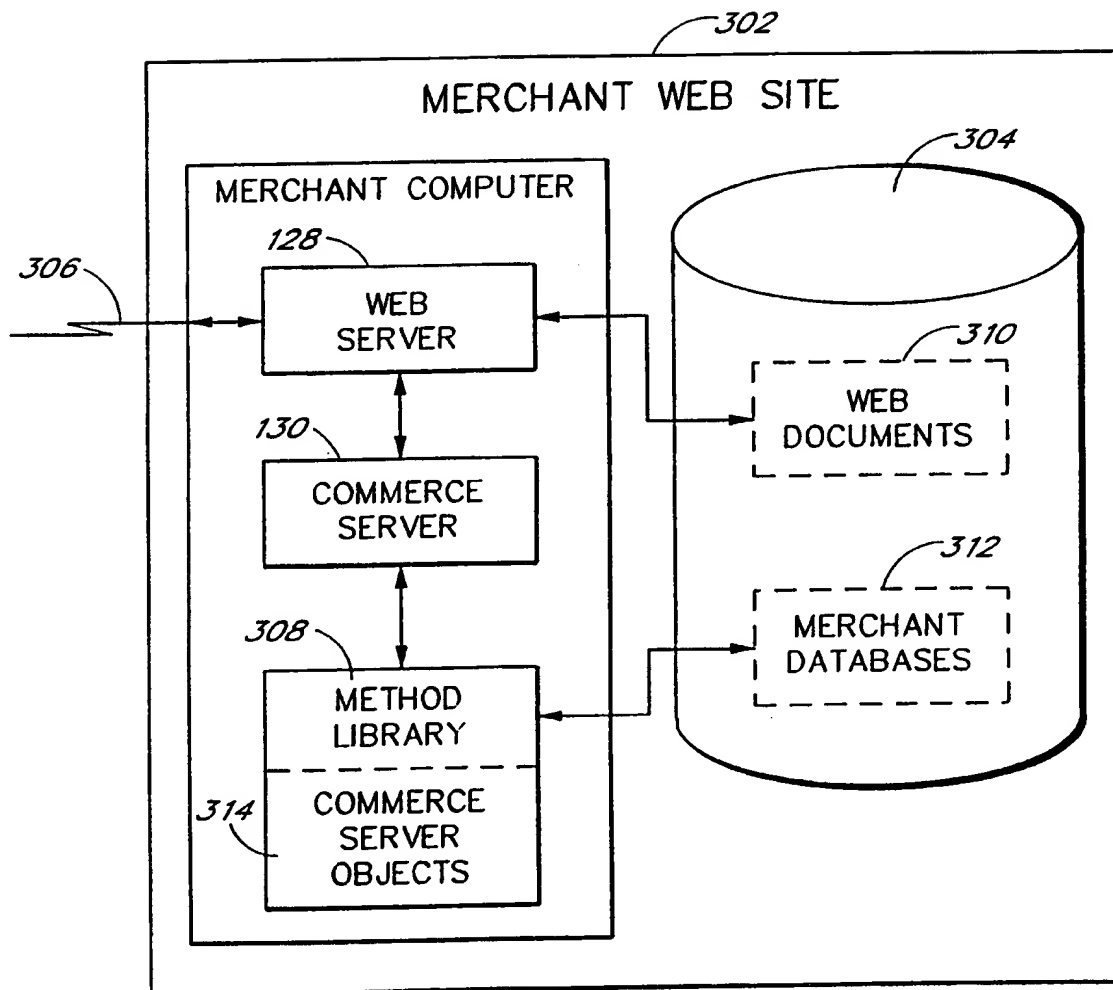 302
MERCHANT WEB SITE
304
MERCHANT COMPUTER
128
306
WEB
SERVER
310
WEB
DOCUMENTS
130
COMMERCE
SERVER
312
MERCHANT
DATABASES
308
METHOD
LIBRARY
314
COMMERCE
SERVER
OBJECTS